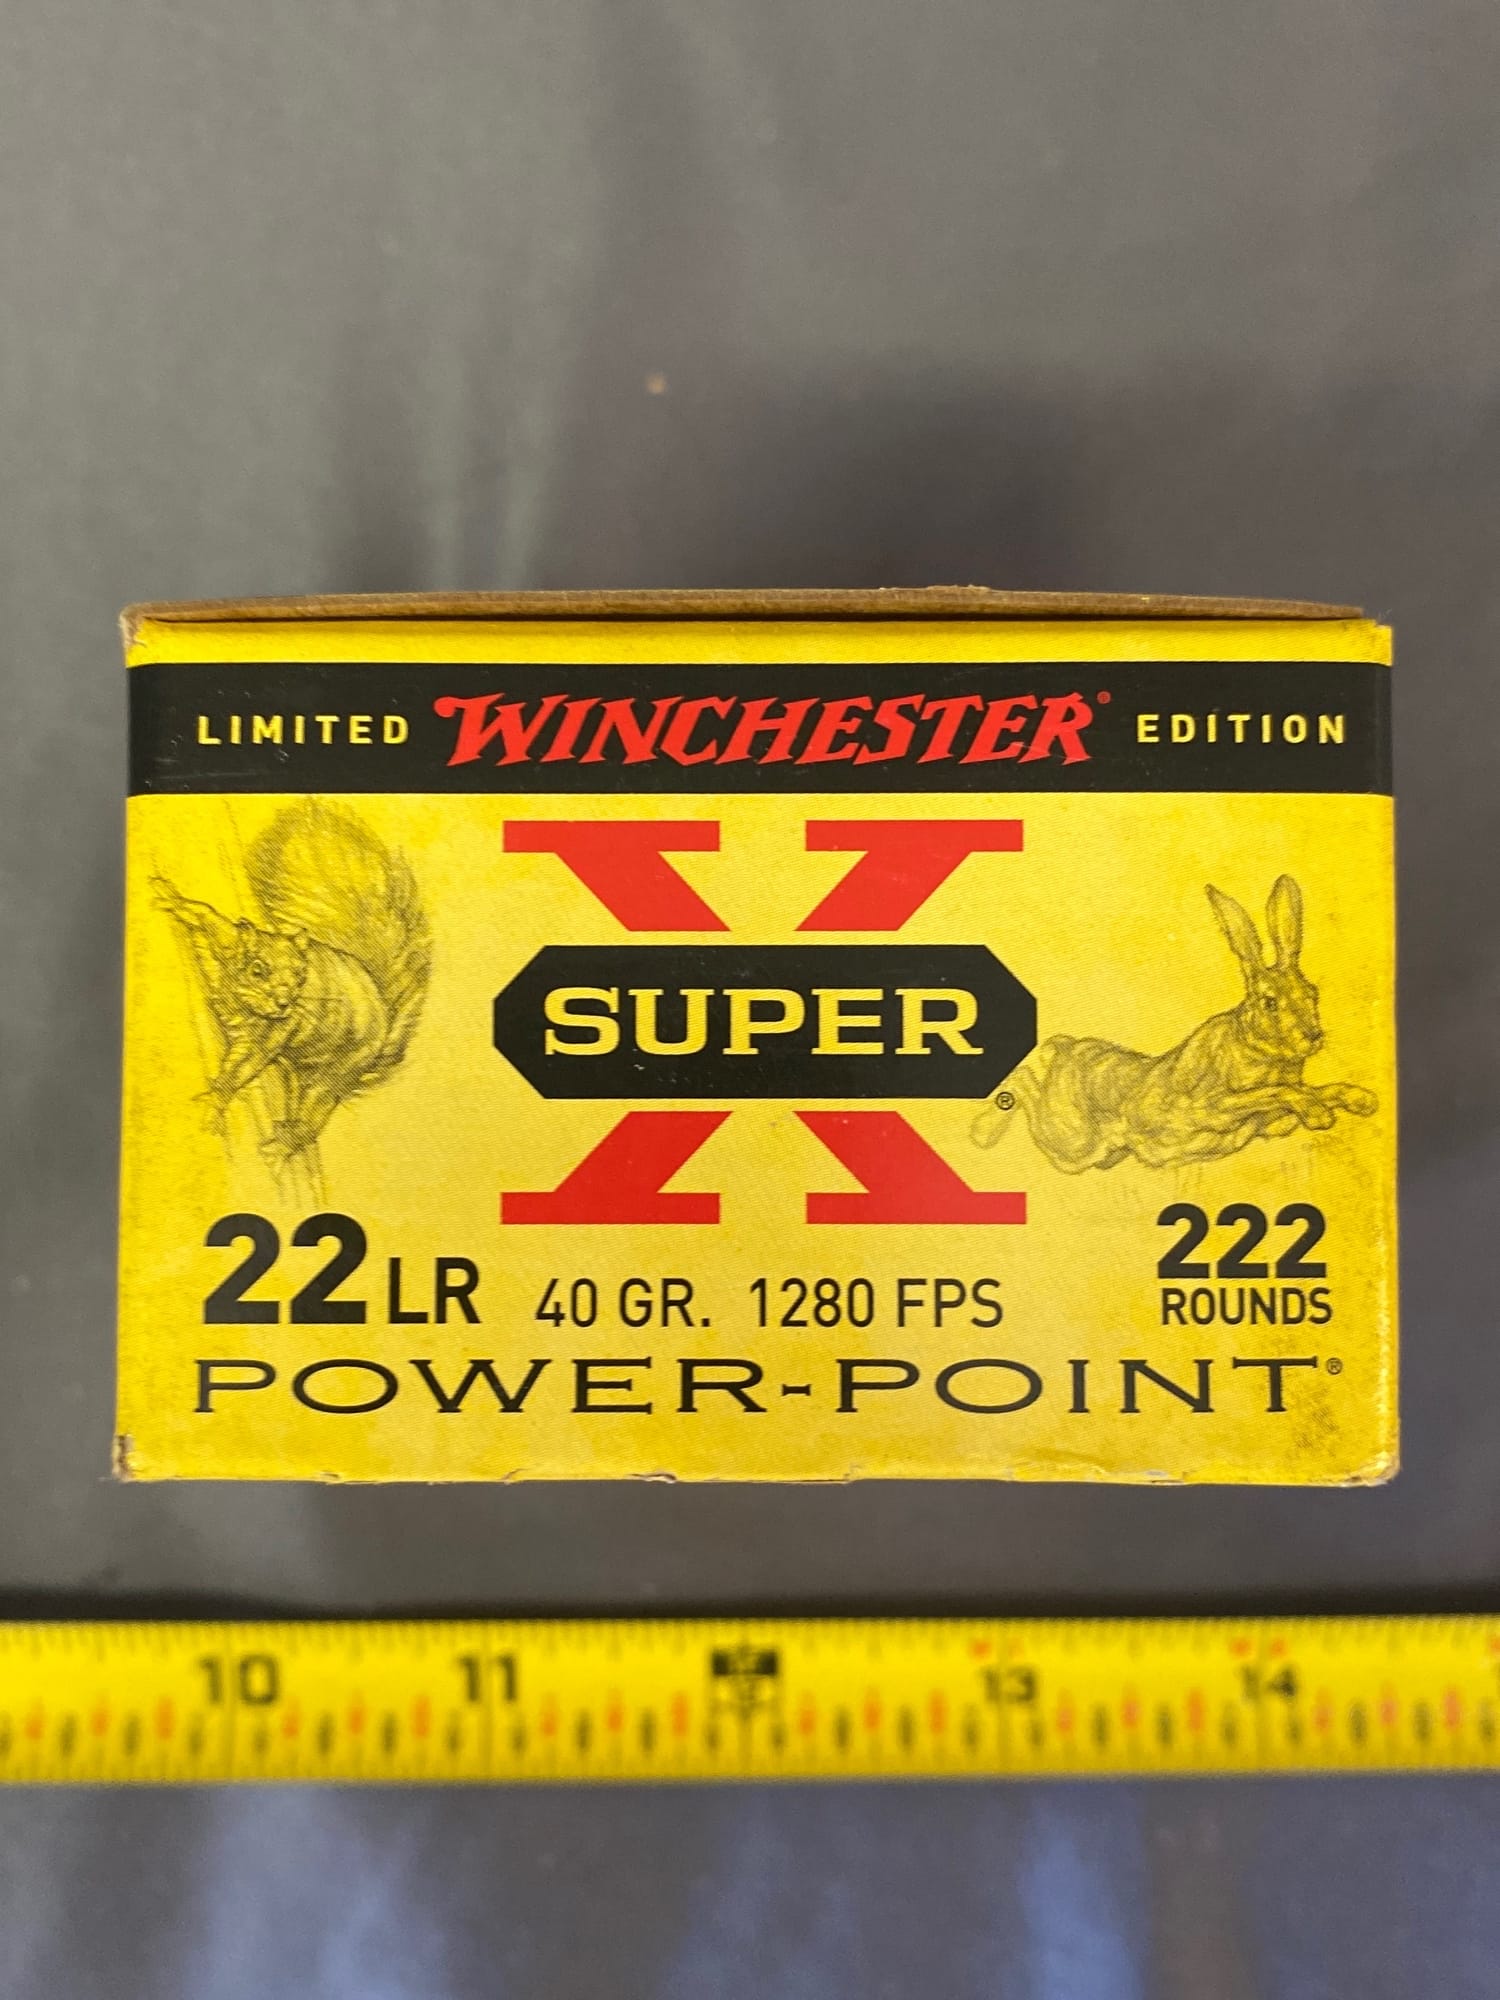 LIMITED WINCHESTER® EDITION
X
SUPER®
22 LR 40 GR. 1280 FPS 222 ROUNDS
POWER-POINT®
10 11 13 14